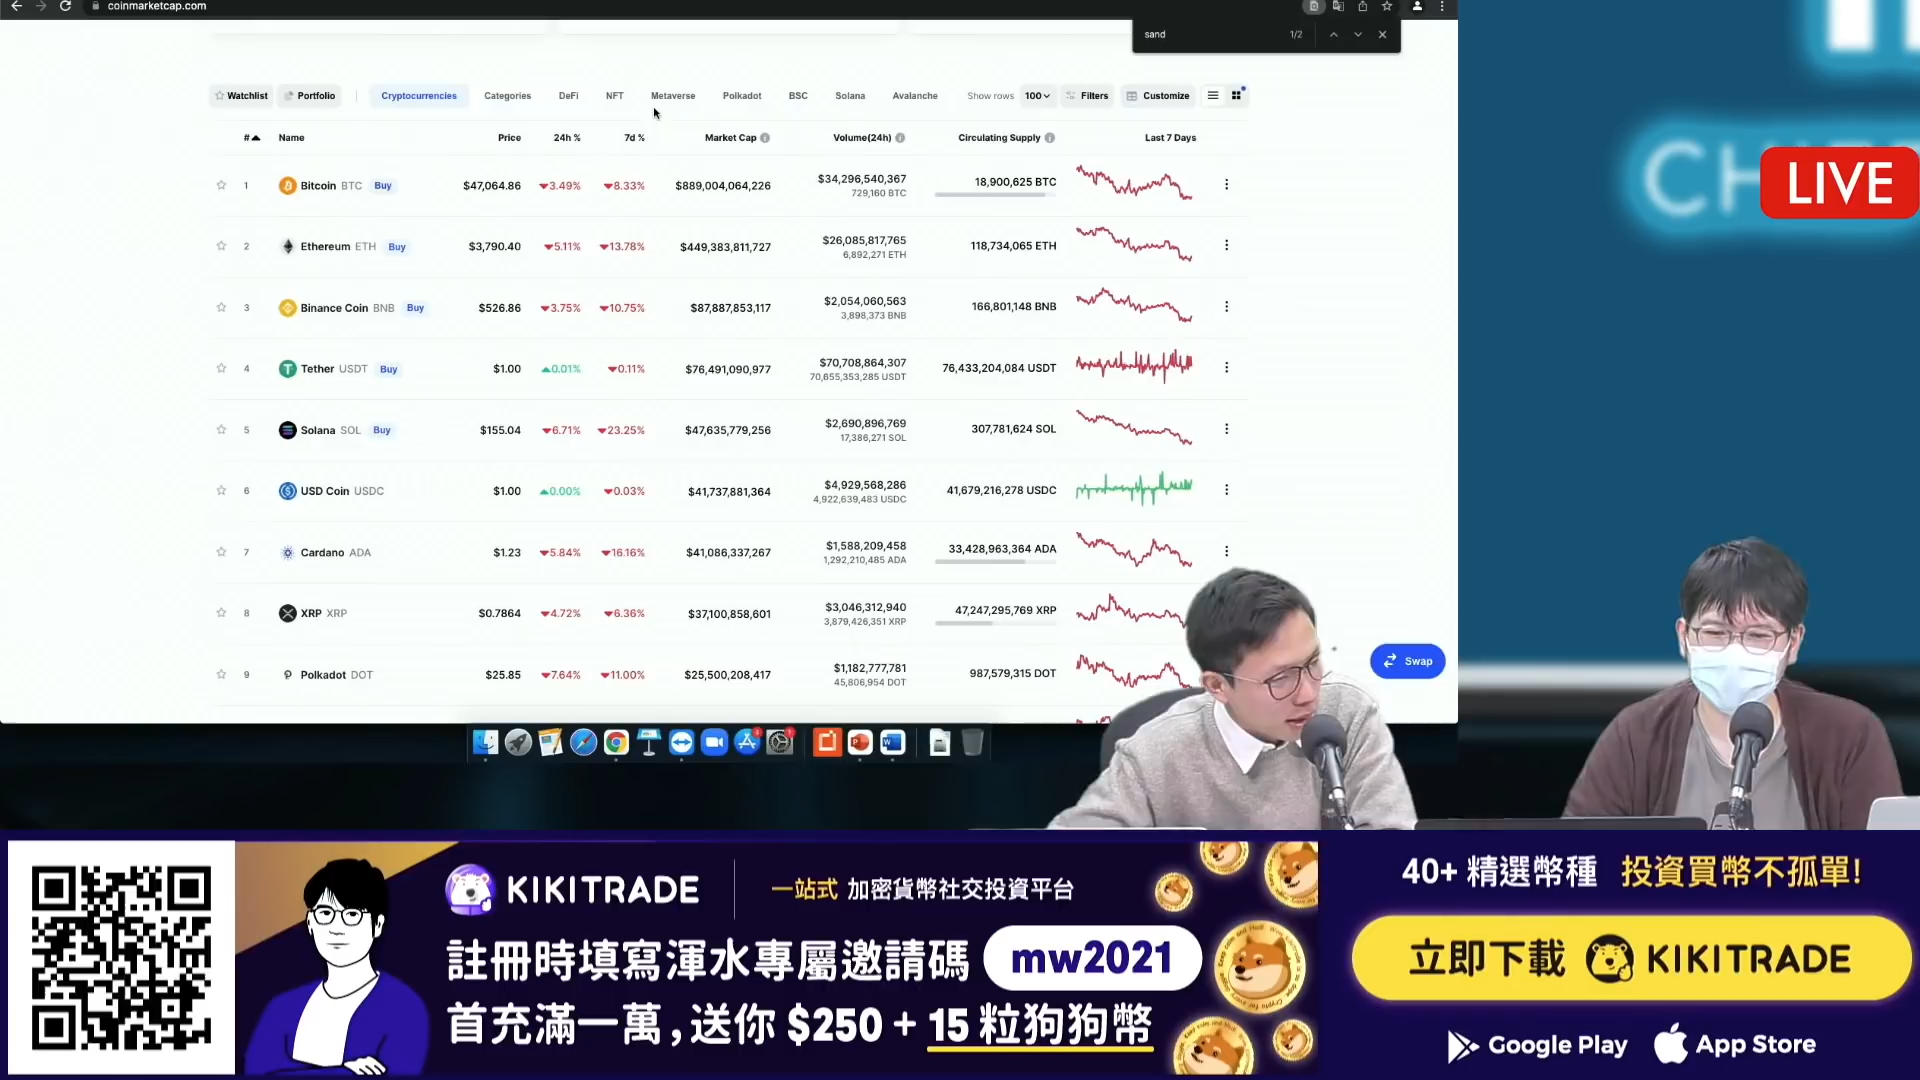 coinmarketcap.com
sand 1/2
Watchlist Portfolio Cryptocurrencies Categories DeFi NFT Metaverse Polkadot BSC Solana Avalanche Show rows 100 Filters Customize
# Name Price 24h % 7d % Market Cap Volume(24h) Circulating Supply Last 7 Days
1 Bitcoin BTC Buy $47,064.86 3.49% 8.33% $889,004,064,226 $34,296,540,367 18,900,625 BTC
729,160 BTC
2 Ethereum ETH Buy $3,790.40 5.11% 13.78% $449,383,811,727 $26,085,817,765 118,734,065 ETH
6,892,271 ETH
3 Binance Coin BNB Buy $526.86 3.75% 10.75% $87,887,853,117 $2,054,060,563 166,801,148 BNB
3,898,373 BNB
4 Tether USDT Buy $1.00 0.01% 0.11% $76,491,090,977 $70,708,864,307 76,433,204,084 USDT
70,655,353,285 USDT
5 Solana SOL Buy $155.04 6.71% 23.25% $47,635,779,256 $2,690,896,769 307,781,624 SOL
17,386,271 SOL
6 USD Coin USDC $1.00 0.00% 0.03% $41,737,881,364 $4,929,568,286 41,679,216,278 USDC
4,922,639,483 USDC
7 Cardano ADA $1.23 5.84% 16.16% $41,086,337,267 $1,588,209,458 33,428,963,364 ADA
1,292,210,485 ADA
8 XRP XRP $0.7864 4.72% 6.36% $37,100,858,601 $3,046,312,940 47,247,295,769 XRP
3,879,426,351 XRP
9 Polkadot DOT $25.85 7.64% 11.00% $25,500,208,417 $1,182,777,781 987,579,315 DOT
45,806,954 DOT
Swap
CH
LIVE
KIKITRADE 一站式 加密貨幣社交投資平台
註冊時填寫渾水專屬邀請碼 mw2021
首充滿一萬,送你 $250 + 15 粒狗狗幣
40+ 精選幣種 投資買幣不孤單!
立即下載 KIKITRADE
Google Play App Store